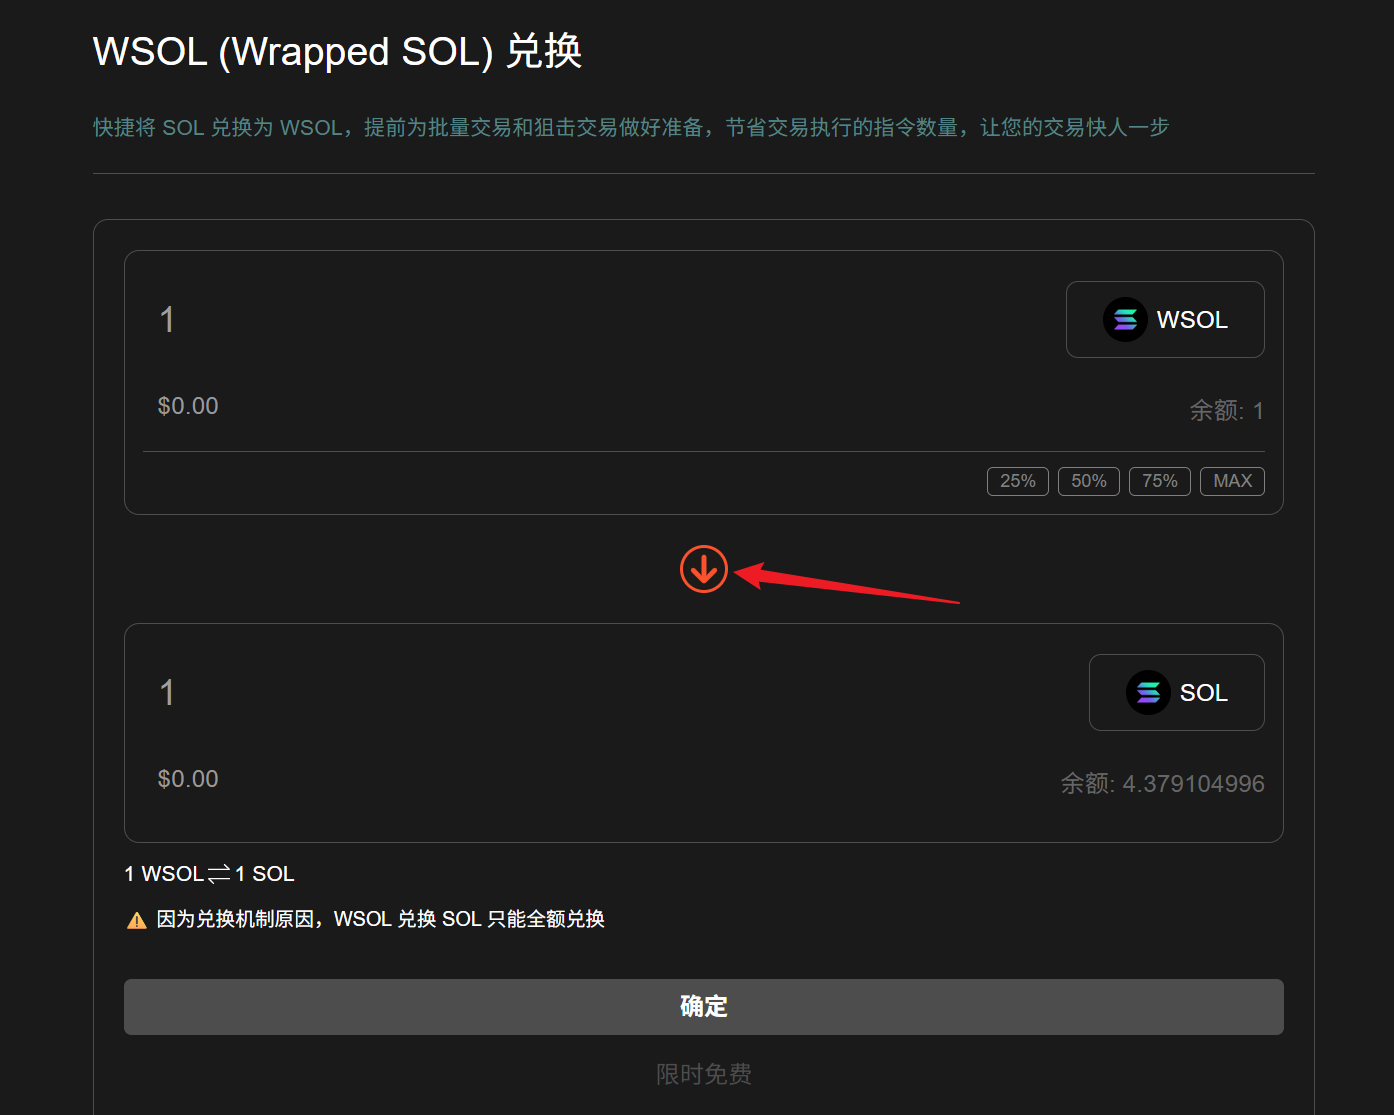 WSOL (Wrapped SOL) 兑换
快捷将 SOL 兑换为 WSOL，提前为批量交易和狙击交易做好准备，节省交易执行的指令数量，让您的交易快人一步
1
WSOL
$0.00
余额: 1
25% 50% 75% MAX
1
SOL
$0.00
余额: 4.379104996
1 WSOL⇌1 SOL
因为兑换机制原因，WSOL 兑换 SOL 只能全额兑换
确定
限时免费